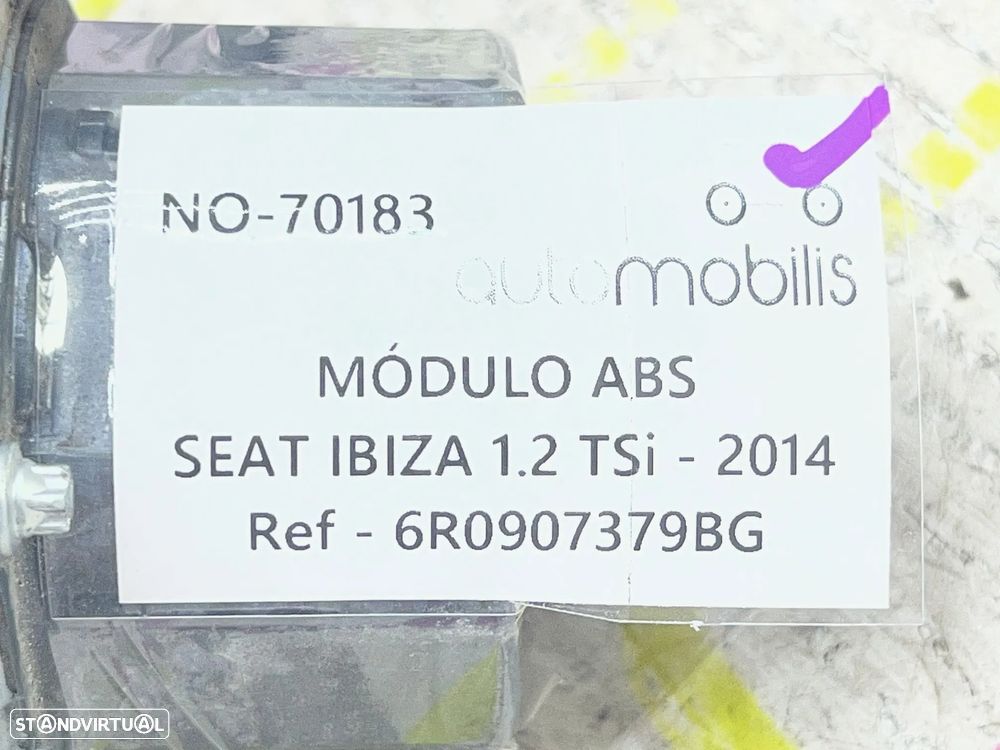 NO-70183
automobilis
MÓDULO ABS
SEAT IBIZA 1.2 TSi - 2014
Ref - 6R0907379BG
STANDVIRTUAL